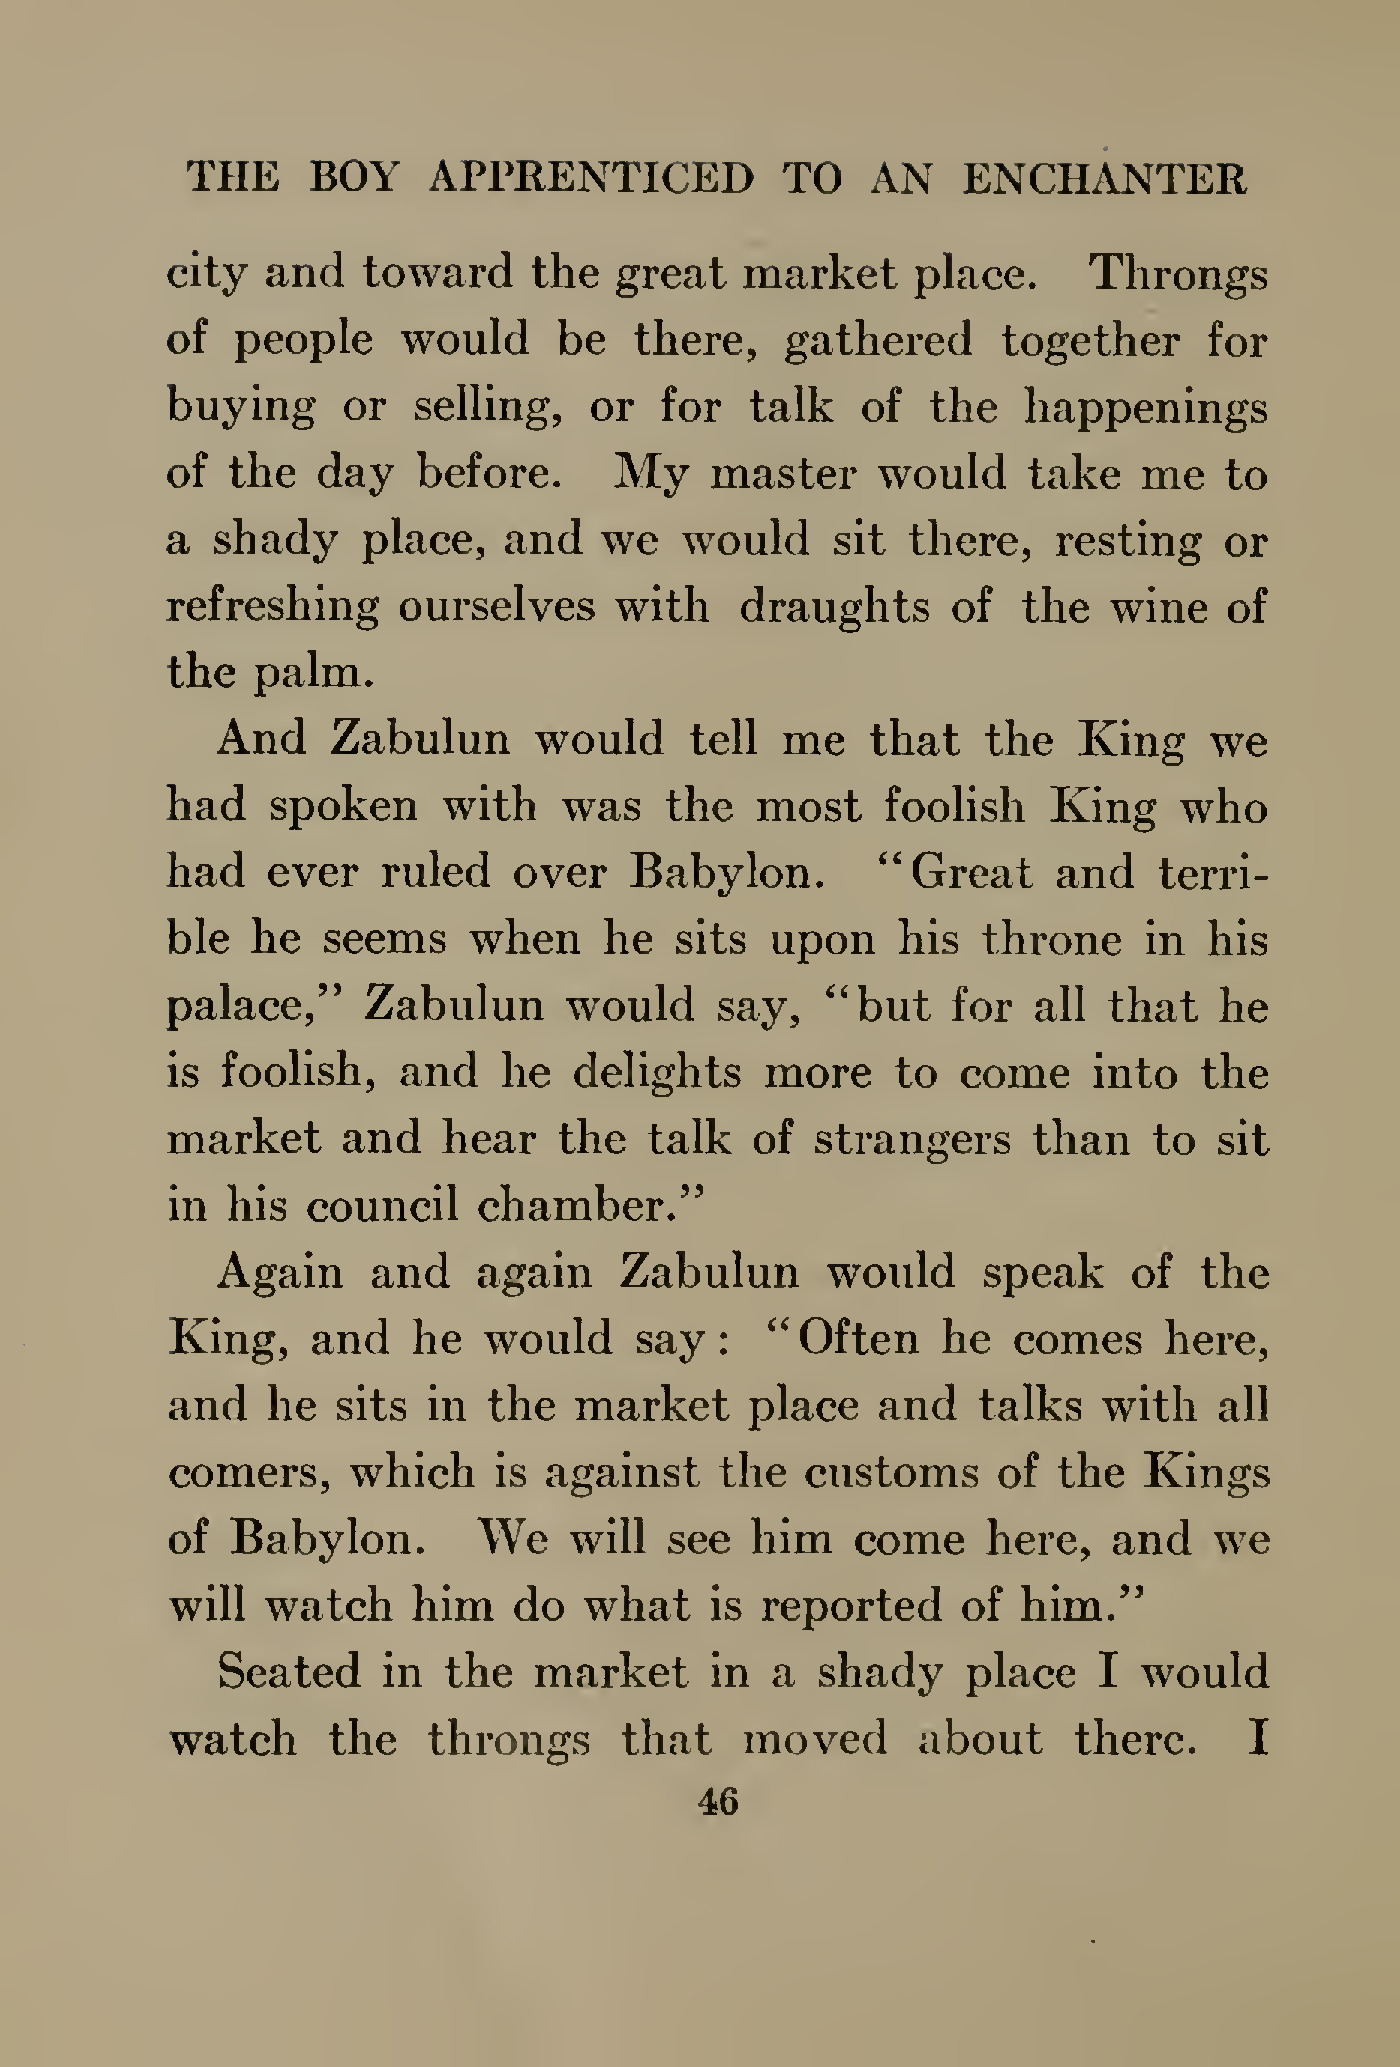 THE BOY APPRENTICED TO AN ENCHANTER
city and toward the great market place. Throngs
of people would be there, gathered together for
buying or selling, or for talk of the happenings
of the day before. My master would take me to
a shady place, and we would sit there, resting or
refreshing ourselves with draughts of the wine of
the palm.
And Zabulun would tell me that the King we
had spoken with was the most foolish King who
had ever ruled over Babylon. “Great and terri-
ble he seems when he sits upon his throne in his
palace,” Zabulun would say, “but for all that he
is foolish, and he delights more to come into the
market and hear the talk of strangers than to sit
in his council chamber.”
Again and again Zabulun would speak of the
King, and he would say: “Often he comes here,
and he sits in the market place and talks with all
comers, which is against the customs of the Kings
of Babylon. We will see him come here, and we
will watch him do what is reported of him.”
Seated in the market in a shady place I would
watch the throngs that moved about there. I
46